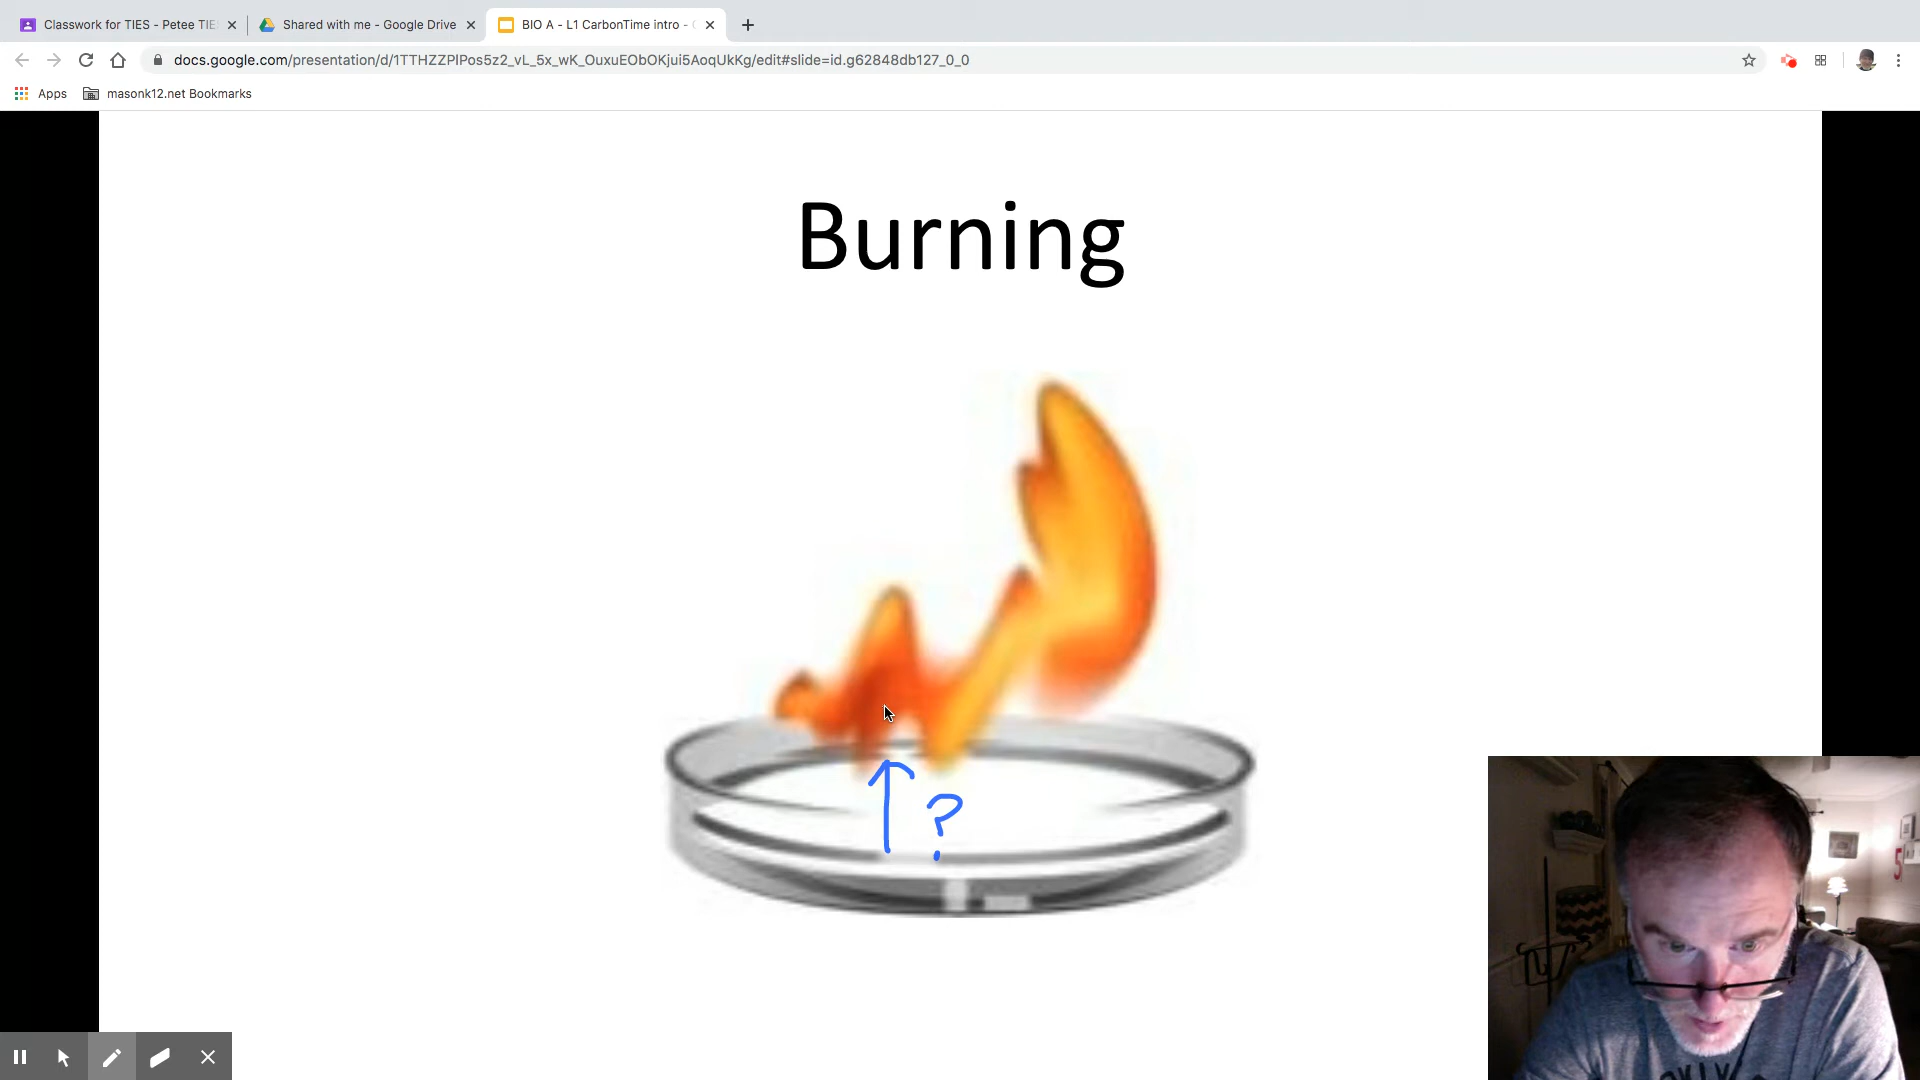 Classwork for TIES - Petee TIE
Shared with me - Google Drive
BIO A - L1 CarbonTime intro -
docs.google.com/presentation/d/1TTHZZPIPos5z2_vL_5x_wK_OuxuEObOKjui5AoqUkKg/edit#slide=id.g62848db127_0_0
Apps
masonk12.net Bookmarks
Burning
?